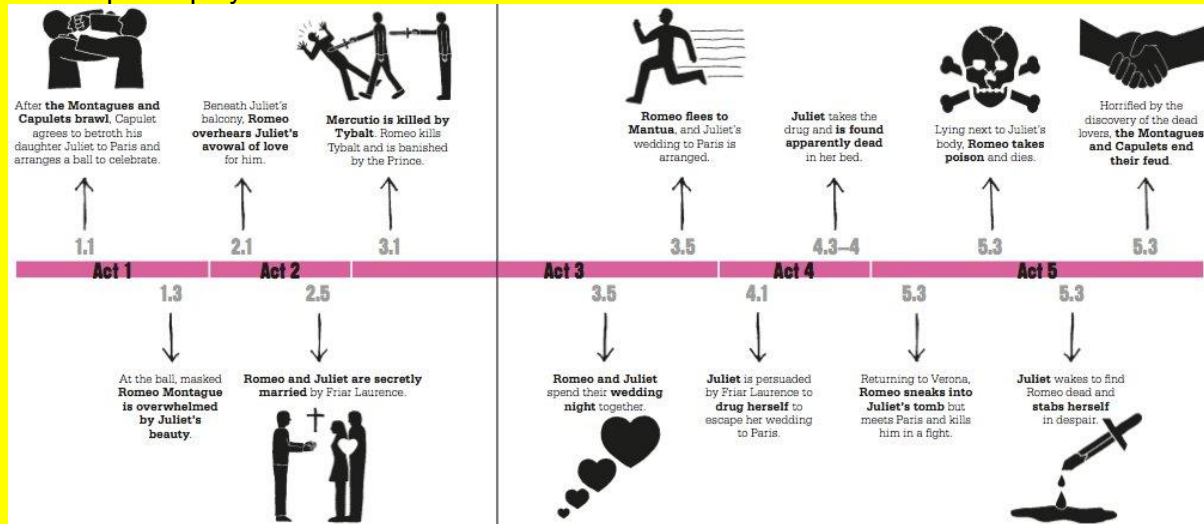 After the Montagues and
Capulets brawl, Capulet
agrees to betroth his
daughter Juliet to Paris and
arranges a ball to celebrate.
Beneath Juliet's
balcony, Romeo
overhears Juliet's
avowal of love
for him.
Mercutio is killed by
Tybalt. Romeo kills
Tybalt and is banished
by the Prince.
Romeo flees to
Mantua, and Juliet's
wedding to Paris is
arranged.
Juliet takes the
drug and is found
apparently dead
in her bed.
Lying next to Juliet's
body, Romeo takes
poison and dies.
Horrified by the
discovery of the dead
lovers, the Montagues
and Capulets end
their feud.
1.1
2.1
3.1
3.5
4.3–4
5.3
5.3
Act 1
Act 2
Act 3
Act 4
Act 5
1.3
2.5
3.5
4.1
5.3
5.3
At the ball, masked
Romeo Montague
is overwhelmed
by Juliet's
beauty.
Romeo and Juliet are secretly
married by Friar Laurence.
Romeo and Juliet
spend their wedding
night together.
Juliet is persuaded
by Friar Laurence to
drug herself to
escape her wedding
to Paris.
Returning to Verona,
Romeo sneaks into
Juliet's tomb but
meets Paris and kills
him in a fight.
Juliet wakes to find
Romeo dead and
stabs herself
in despair.